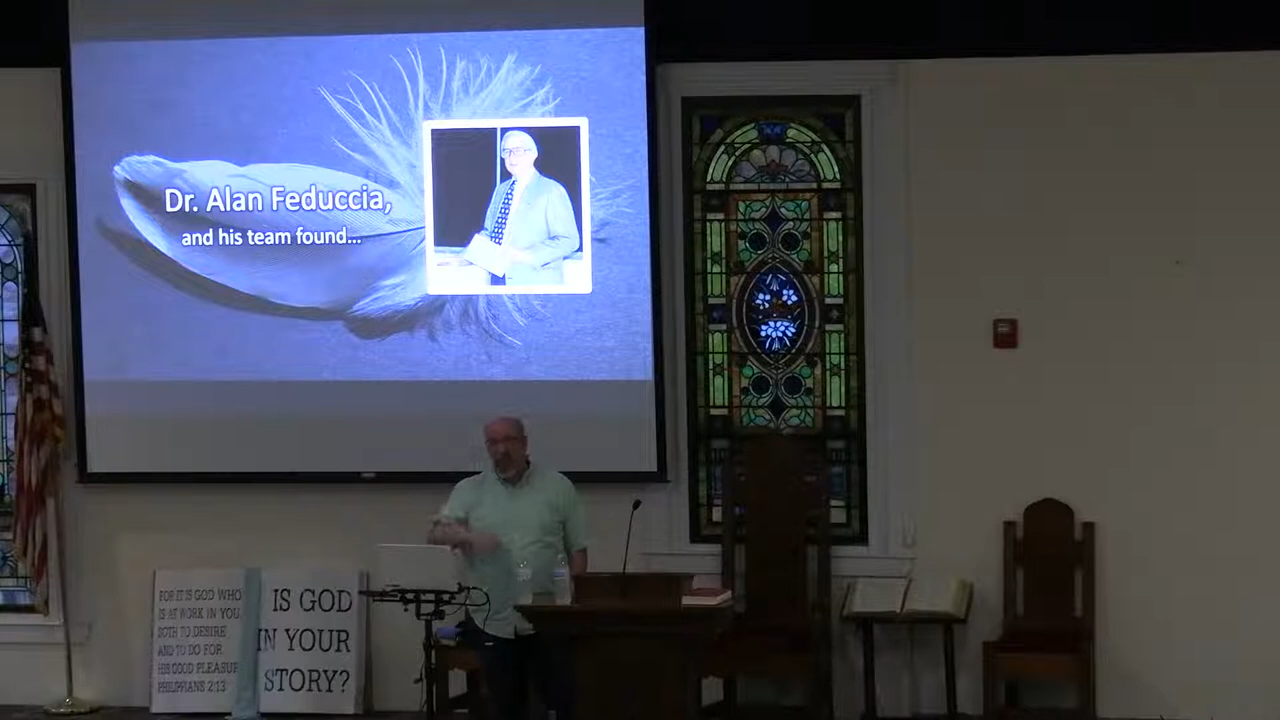 Dr. Alan Feduccia,
and his team found...
FOR IT IS GOD WHO
IS AT WORK IN YOU,
BOTH TO DESIRE
AND TO DO FOR
HIS GOOD PLEASUR
PHILIPPIANS 2:13
IS GOD
IN YOUR
STORY?